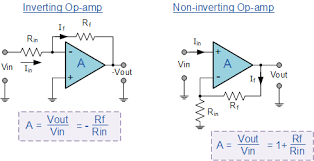 Inverting Op-amp
Non-inverting Op-amp
If
Rf
Rin
-
+
A
Vin
Iin
-Vout
A = Vout/Vin = - Rf/Rin
Iin
+
-
A
Vin
If
Vout
Rf
Rin
A = Vout/Vin = 1+ Rf/Rin